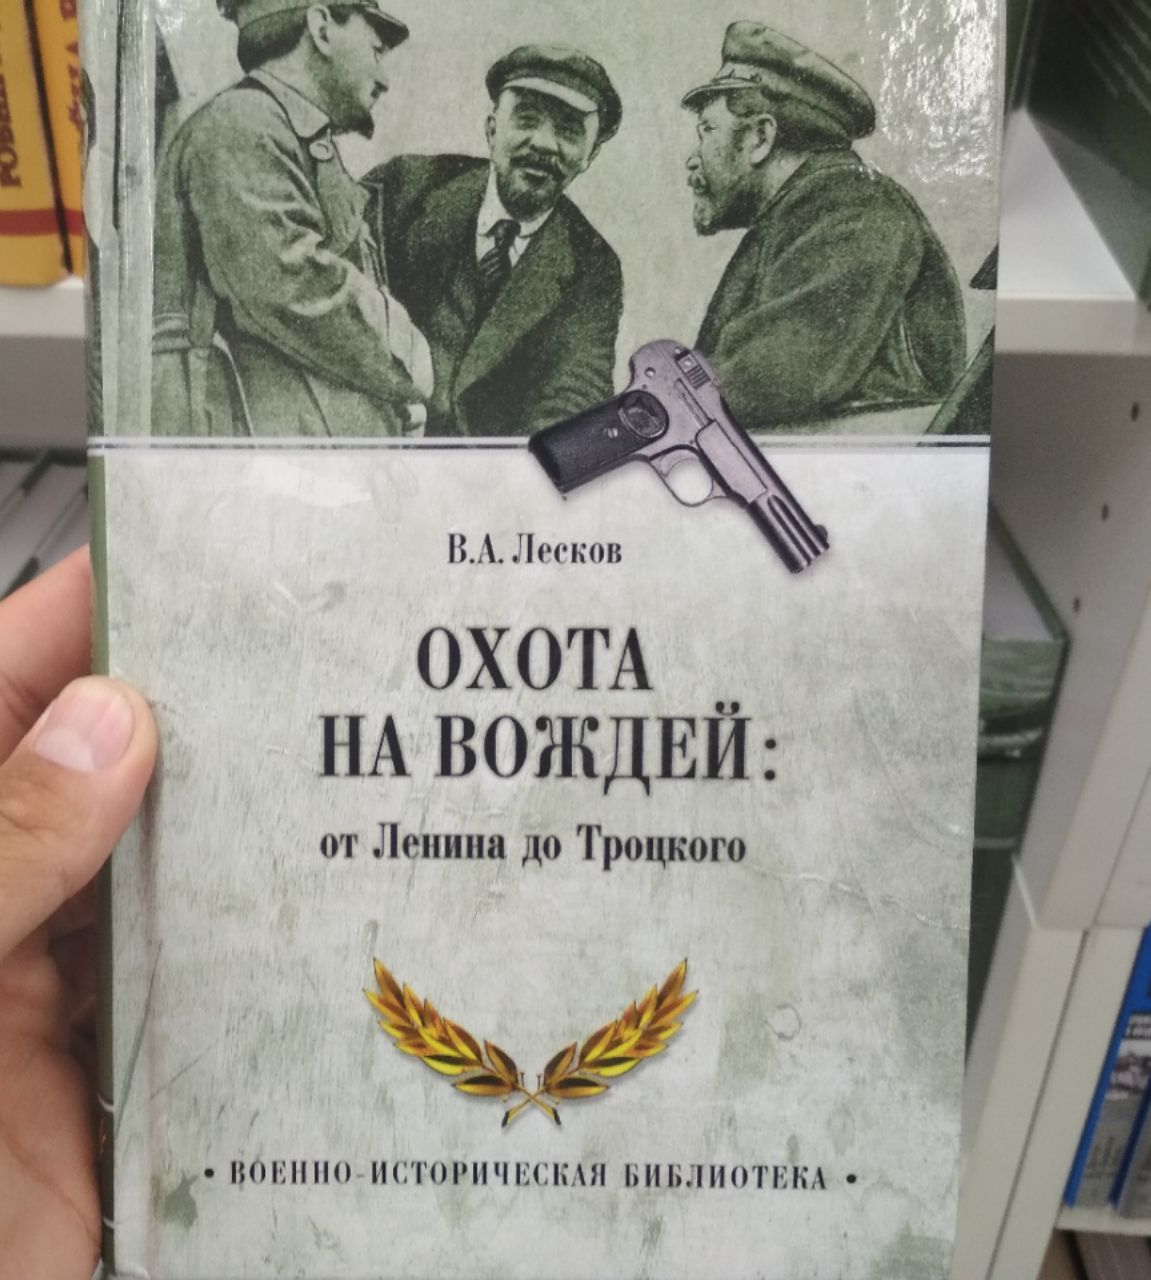 В.А. Лесков
ОХОТА
НА ВОЖДЕЙ:
от Ленина до Троцкого
• ВОЕННО-ИСТОРИЧЕСКАЯ БИБЛИОТЕКА •